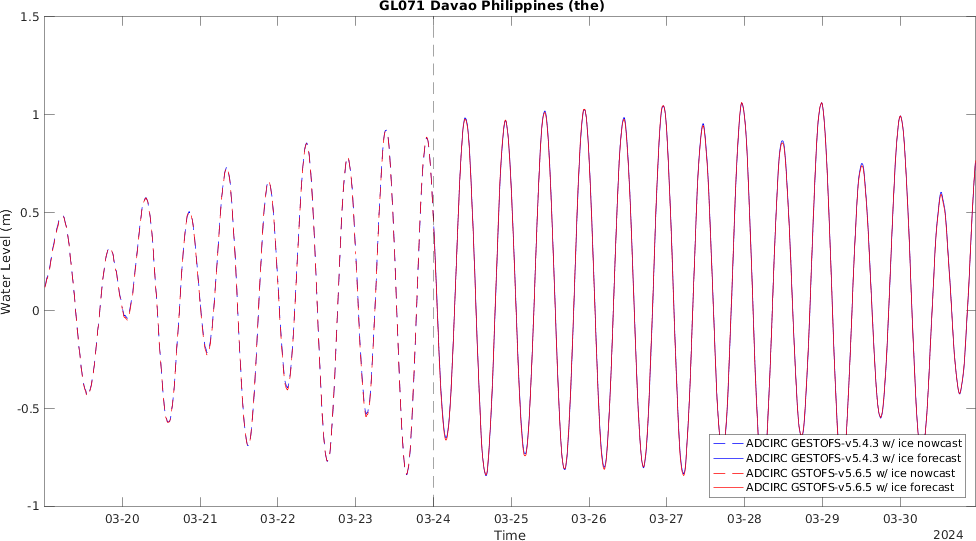 GL071 Davao Philippines (the)
1.5
1
0.5
0
-0.5
-1
Water Level (m)
ADCIRC GESTOFS-v5.4.3 w/ ice nowcast
ADCIRC GESTOFS-v5.4.3 w/ ice forecast
ADCIRC GSTOFS-v5.6.5 w/ ice nowcast
ADCIRC GSTOFS-v5.6.5 w/ ice forecast
03-20 03-21 03-22 03-23 03-24 03-25 03-26 03-27 03-28 03-29 03-30
Time
2024